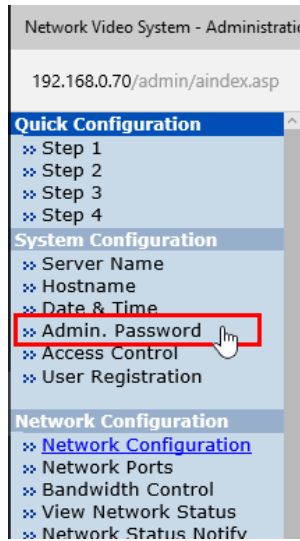 Network Video System - Administratio
192.168.0.70/admin/aindex.asp
Quick Configuration
» Step 1
» Step 2
» Step 3
» Step 4
System Configuration
» Server Name
» Hostname
» Date & Time
» Admin. Password
» Access Control
» User Registration
Network Configuration
» Network Configuration
» Network Ports
» Bandwidth Control
» View Network Status
» Network Status Notify